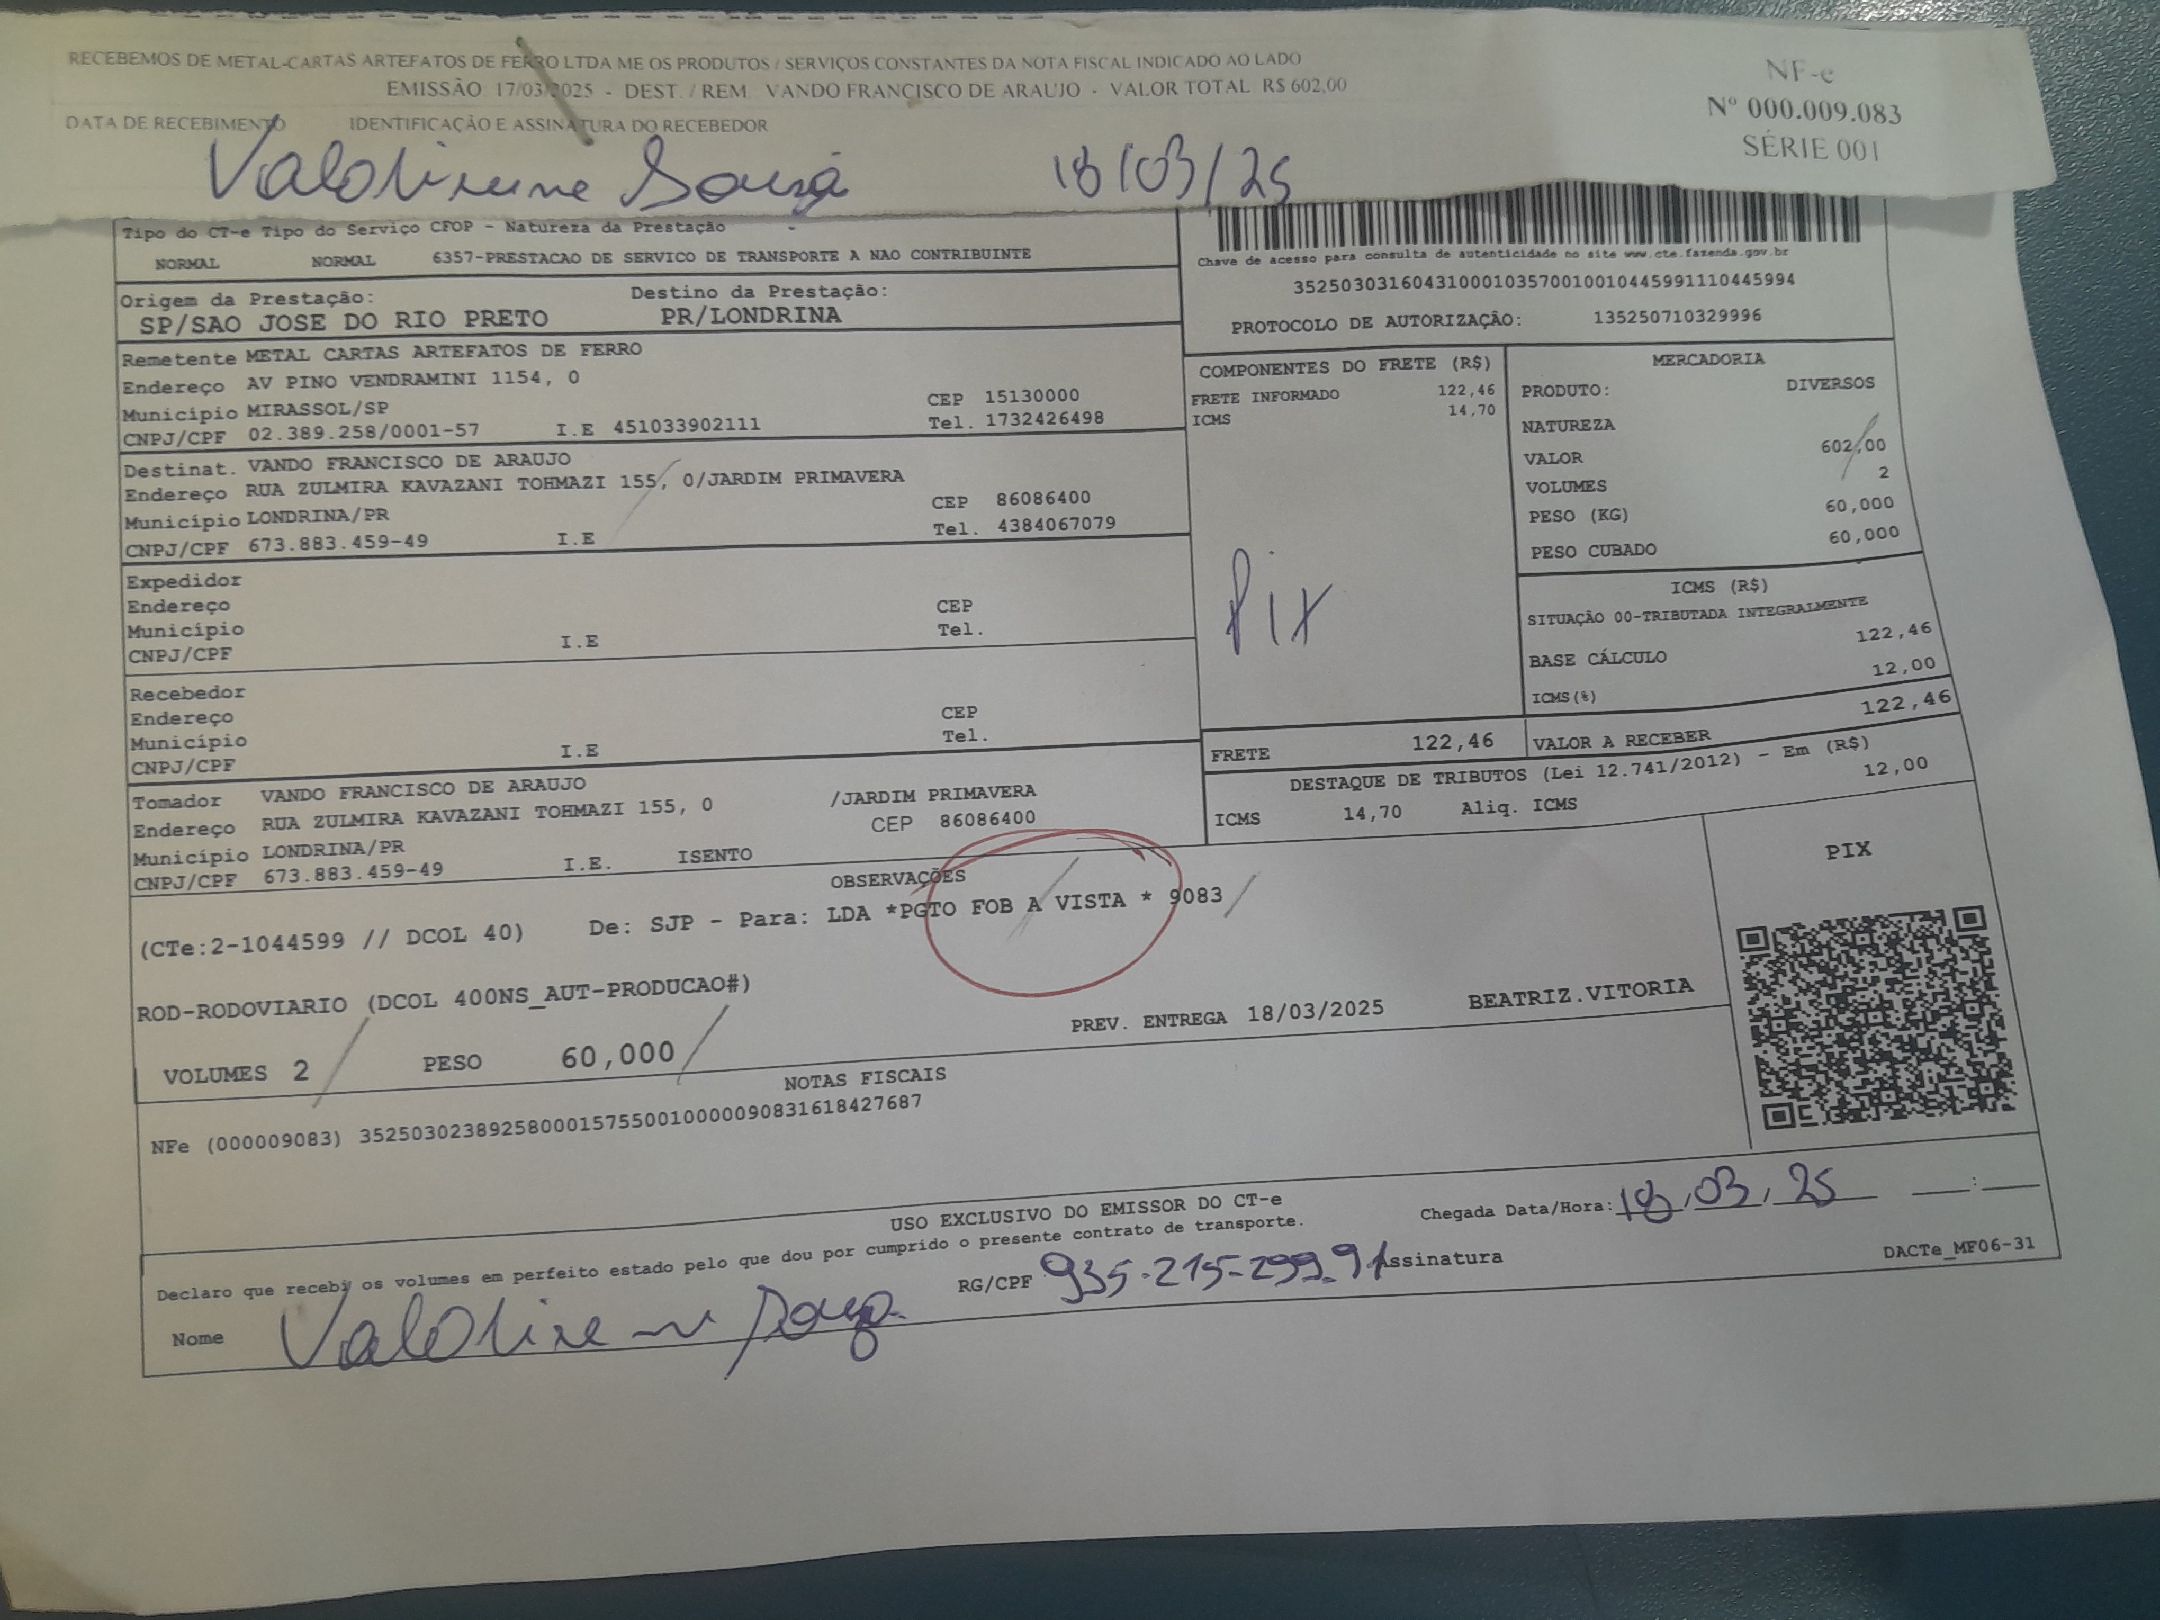 RECEBEMOS DE METAL-CARTAS ARTEFATOS DE FERRO LTDA ME OS PRODUTOS / SERVIÇOS CONSTANTES DA NOTA FISCAL INDICADO AO LADO
EMISSÃO 17/03/2025 - DEST. / REM. VANDO FRANCISCO DE ARAUJO - VALOR TOTAL R$ 602,00
DATA DE RECEBIMENTO IDENTIFICAÇÃO E ASSINATURA DO RECEBEDOR
Souza 18/03/25
NF-e
Nº 000.009.083
SÉRIE 001
Tipo do CT-e Tipo do Serviço CFOP - Natureza da Prestação
NORMAL NORMAL 6357-PRESTACAO DE SERVICO DE TRANSPORTE A NAO CONTRIBUINTE
Origem da Prestação: Destino da Prestação:
SP/SAO JOSE DO RIO PRETO PR/LONDRINA
Chave de acesso para consulta de autenticidade no site www.cte.fazenda.gov.br
35250303160431000103570010010445991110445994
PROTOCOLO DE AUTORIZAÇÃO: 135250710329996
Remetente METAL CARTAS ARTEFATOS DE FERRO
Endereço AV PINO VENDRAMINI 1154, 0
Município MIRASSOL/SP CEP 15130000
CNPJ/CPF 02.389.258/0001-57 I.E 451033902111 Tel. 1732426498
Destinat. VANDO FRANCISCO DE ARAUJO
Endereço RUA ZULMIRA KAVAZANI TOHMAZI 155, 0/JARDIM PRIMAVERA
Município LONDRINA/PR CEP 86086400
CNPJ/CPF 673.883.459-49 I.E Tel. 4384067079
Expedidor
Endereço CEP
Município Tel.
CNPJ/CPF I.E
Recebedor
Endereço CEP
Município Tel.
CNPJ/CPF I.E
Tomador VANDO FRANCISCO DE ARAUJO
Endereço RUA ZULMIRA KAVAZANI TOHMAZI 155, 0 /JARDIM PRIMAVERA
Município LONDRINA/PR CEP 86086400
CNPJ/CPF 673.883.459-49 I.E. ISENTO
COMPONENTES DO FRETE (R$)
FRETE INFORMADO 122,46
ICMS 14,70
Pix
MERCADORIA
PRODUTO: DIVERSOS
NATUREZA
VALOR 602,00
VOLUMES 2
PESO (KG) 60,000
PESO CUBADO 60,000
ICMS (R$)
SITUAÇÃO 00-TRIBUTADA INTEGRALMENTE
BASE CÁLCULO 122,46
ICMS(%) 12,00
FRETE 122,46 VALOR A RECEBER 122,46
DESTAQUE DE TRIBUTOS (Lei 12.741/2012) - Em (R$)
ICMS 14,70 Aliq. ICMS 12,00
OBSERVAÇÕES
(CTe:2-1044599 // DCOL 40) De: SJP - Para: LDA *PGTO FOB A VISTA * 9083
ROD-RODOVIARIO (DCOL 400NS_AUT-PRODUCAO#)
PREV. ENTREGA 18/03/2025 BEATRIZ.VITORIA
VOLUMES 2 PESO 60,000
PIX
NOTAS FISCAIS
NFe (000009083) 35250302389258000157550010000090831618427687
USO EXCLUSIVO DO EMISSOR DO CT-e
Declaro que recebi os volumes em perfeito estado pelo que dou por cumprido o presente contrato de transporte.
Chegada Data/Hora: 18/03/25 __:__
Nome Souza RG/CPF 935-215-299-91 Assinatura
DACTe_MF06-31